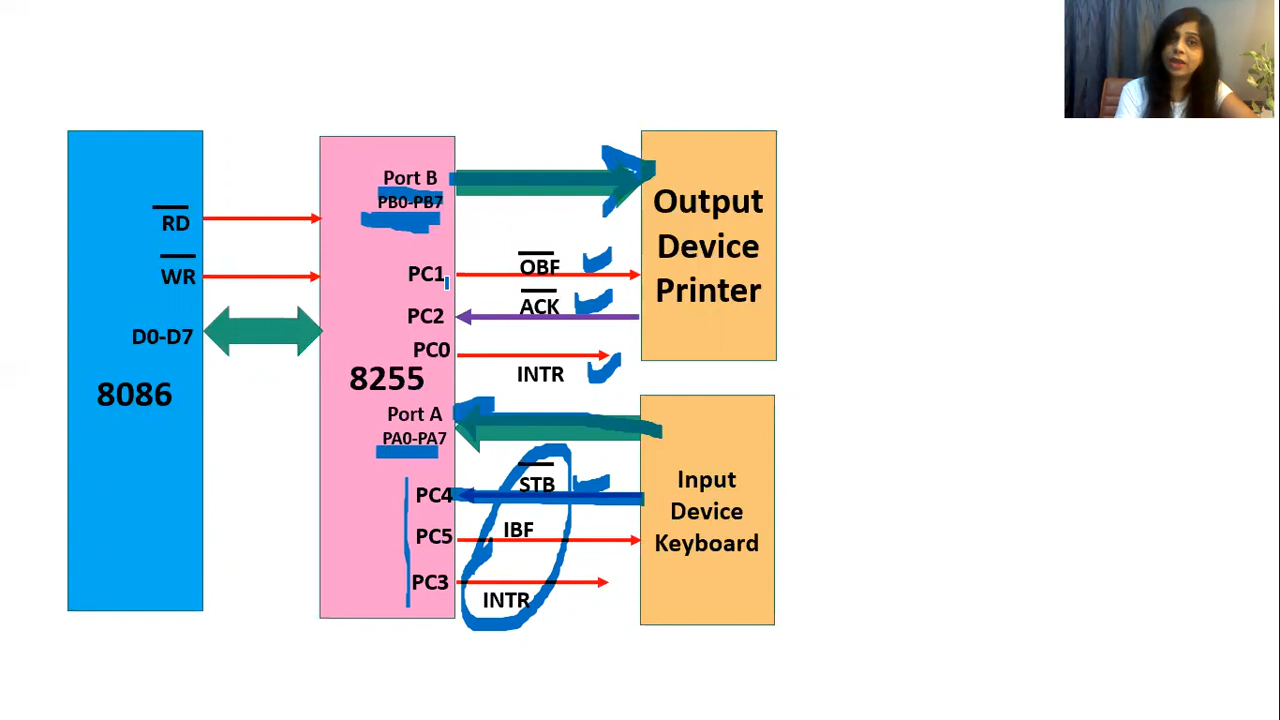 RD
WR
D0-D7
8086
Port B
PB0-PB7
PC1
PC2
PC0
8255
Port A
PA0-PA7
PC4
PC5
PC3
OBF
ACK
INTR
STB
IBF
INTR
Output
Device
Printer
Input
Device
Keyboard